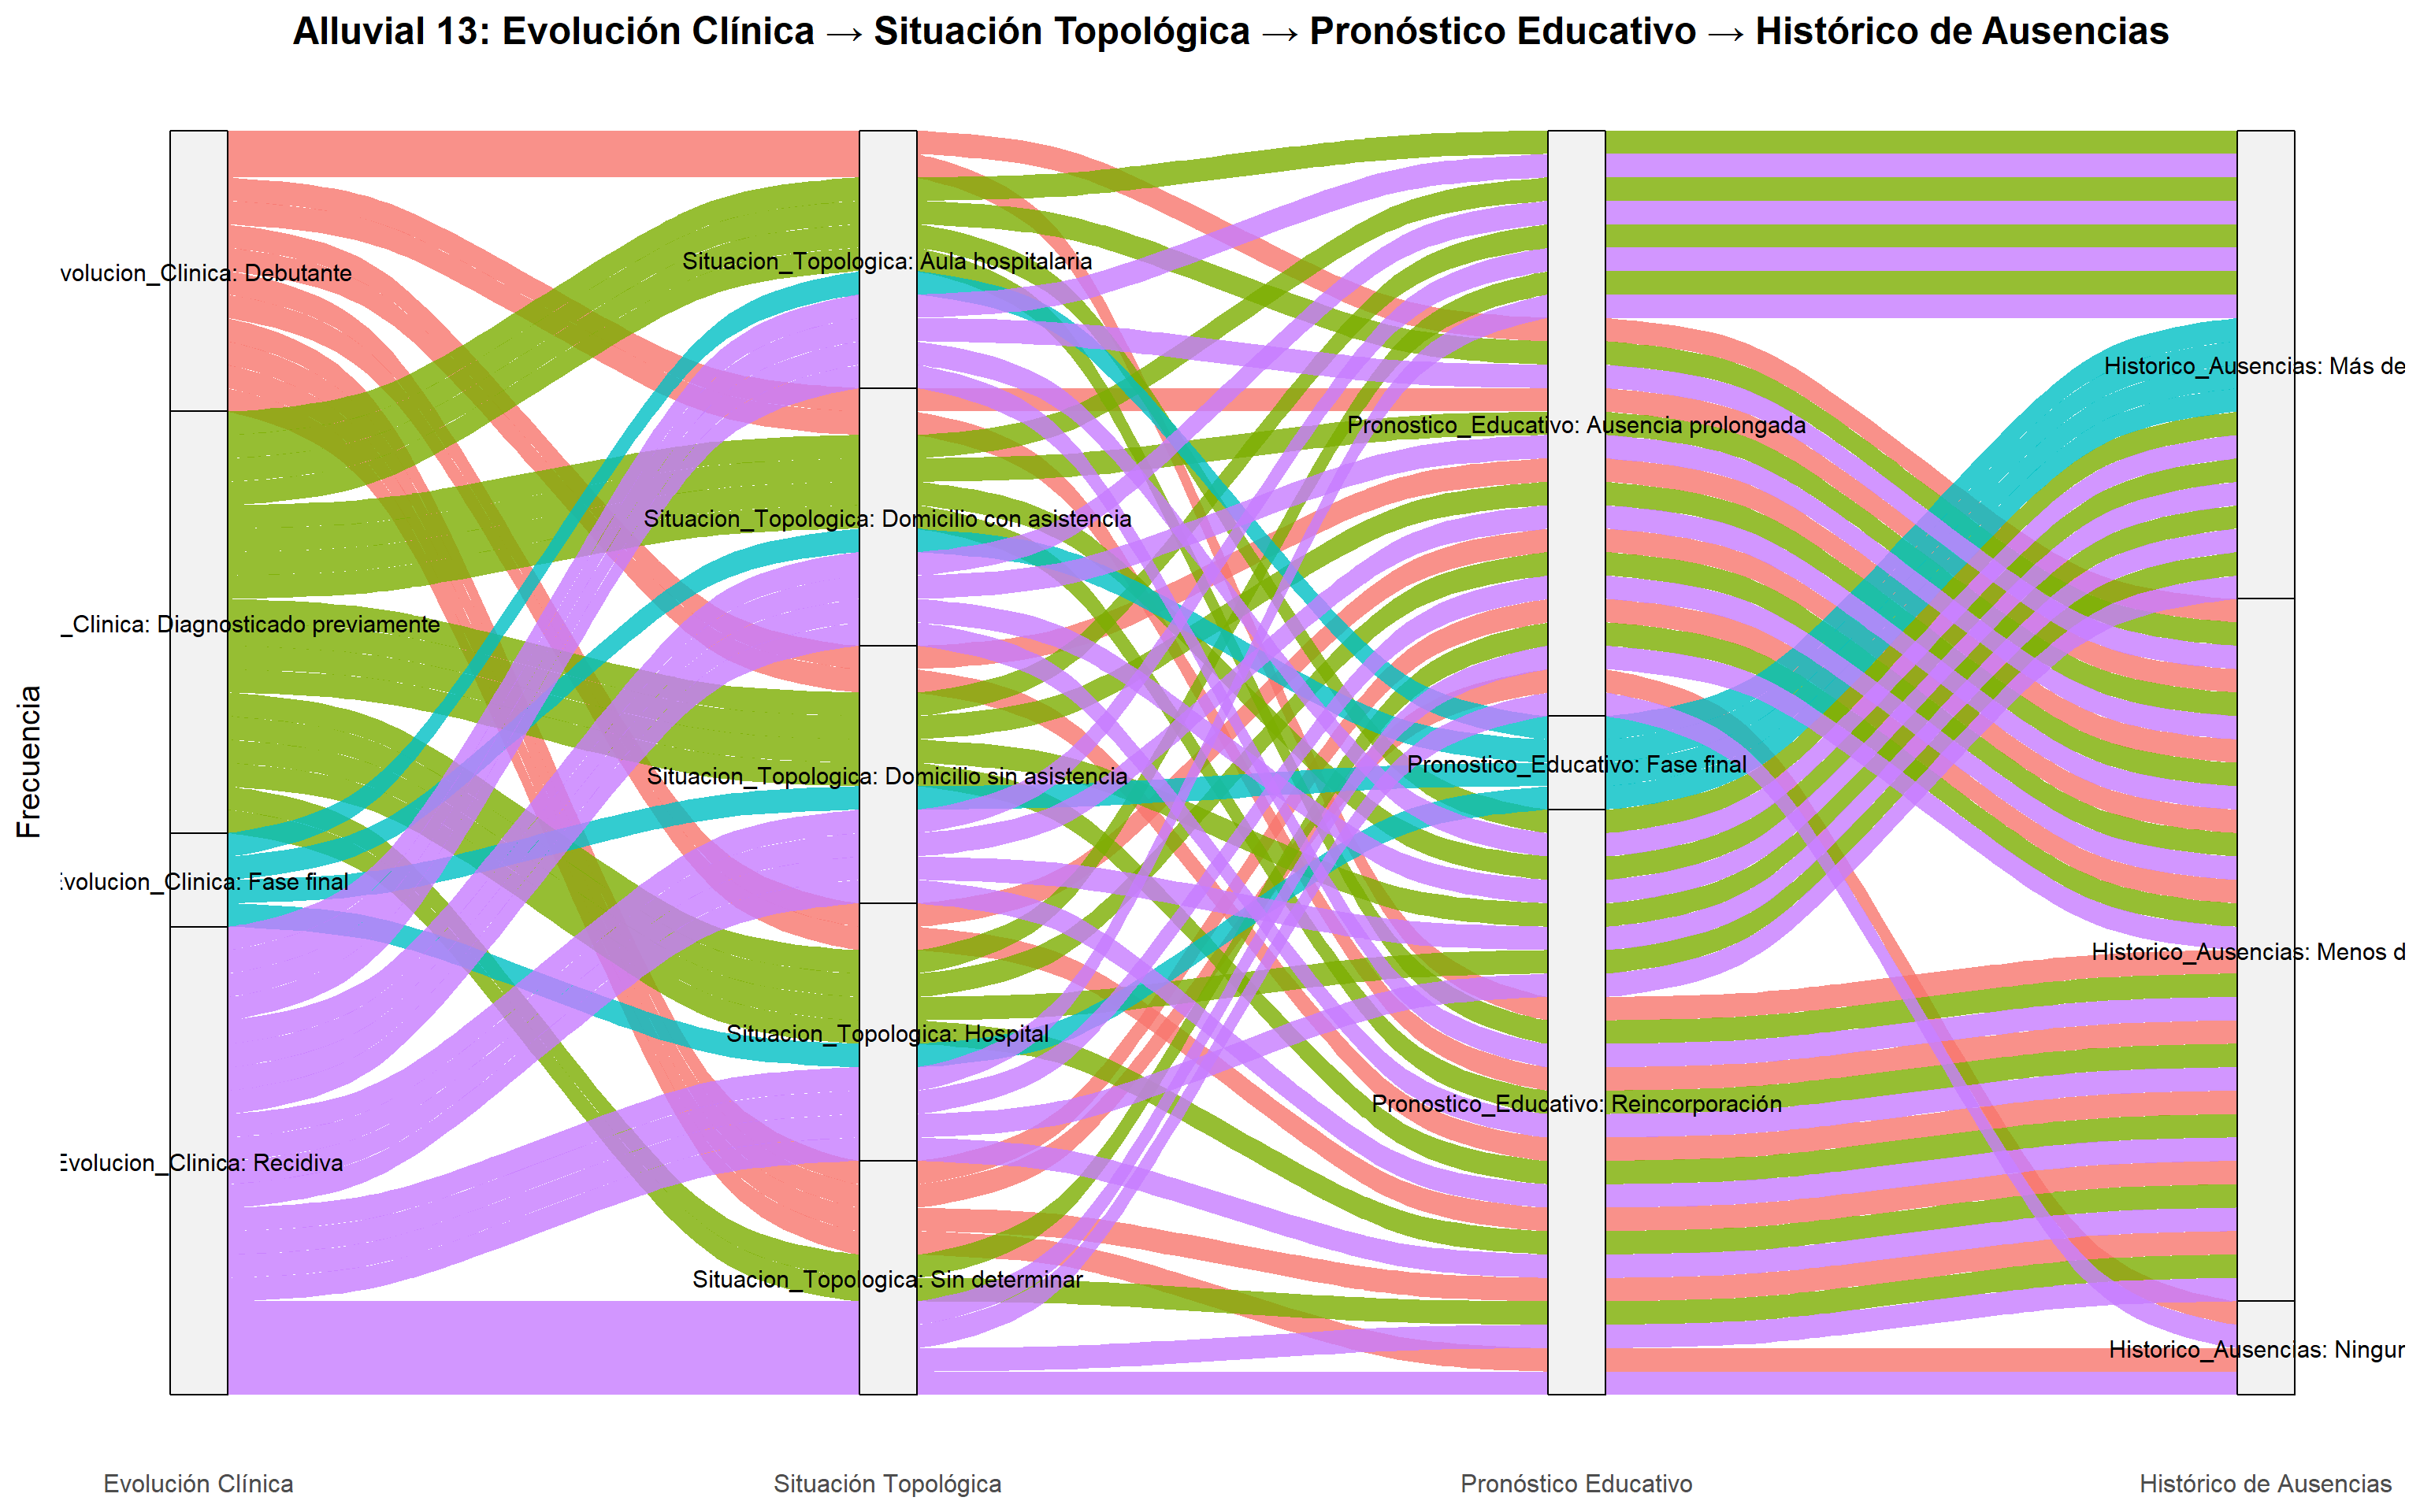 Alluvial 13: Evolución Clínica → Situación Topológica → Pronóstico Educativo → Histórico de Ausencias
Frecuencia
volucion_Clinica: Debutante
_Clinica: Diagnosticado previamente
Evolucion_Clinica: Fase final
Evolucion_Clinica: Recidiva
Situacion_Topologica: Aula hospitalaria
Situacion_Topologica: Domicilio con asistencia
Situacion_Topologica: Domicilio sin asistencia
Situacion_Topologica: Hospital
Situacion_Topologica: Sin determinar
Pronostico_Educativo: Ausencia prolongada
Pronostico_Educativo: Fase final
Pronostico_Educativo: Reincorporación
Historico_Ausencias: Más de
Historico_Ausencias: Menos d
Historico_Ausencias: Ningur
Evolución Clínica
Situación Topológica
Pronóstico Educativo
Histórico de Ausencias